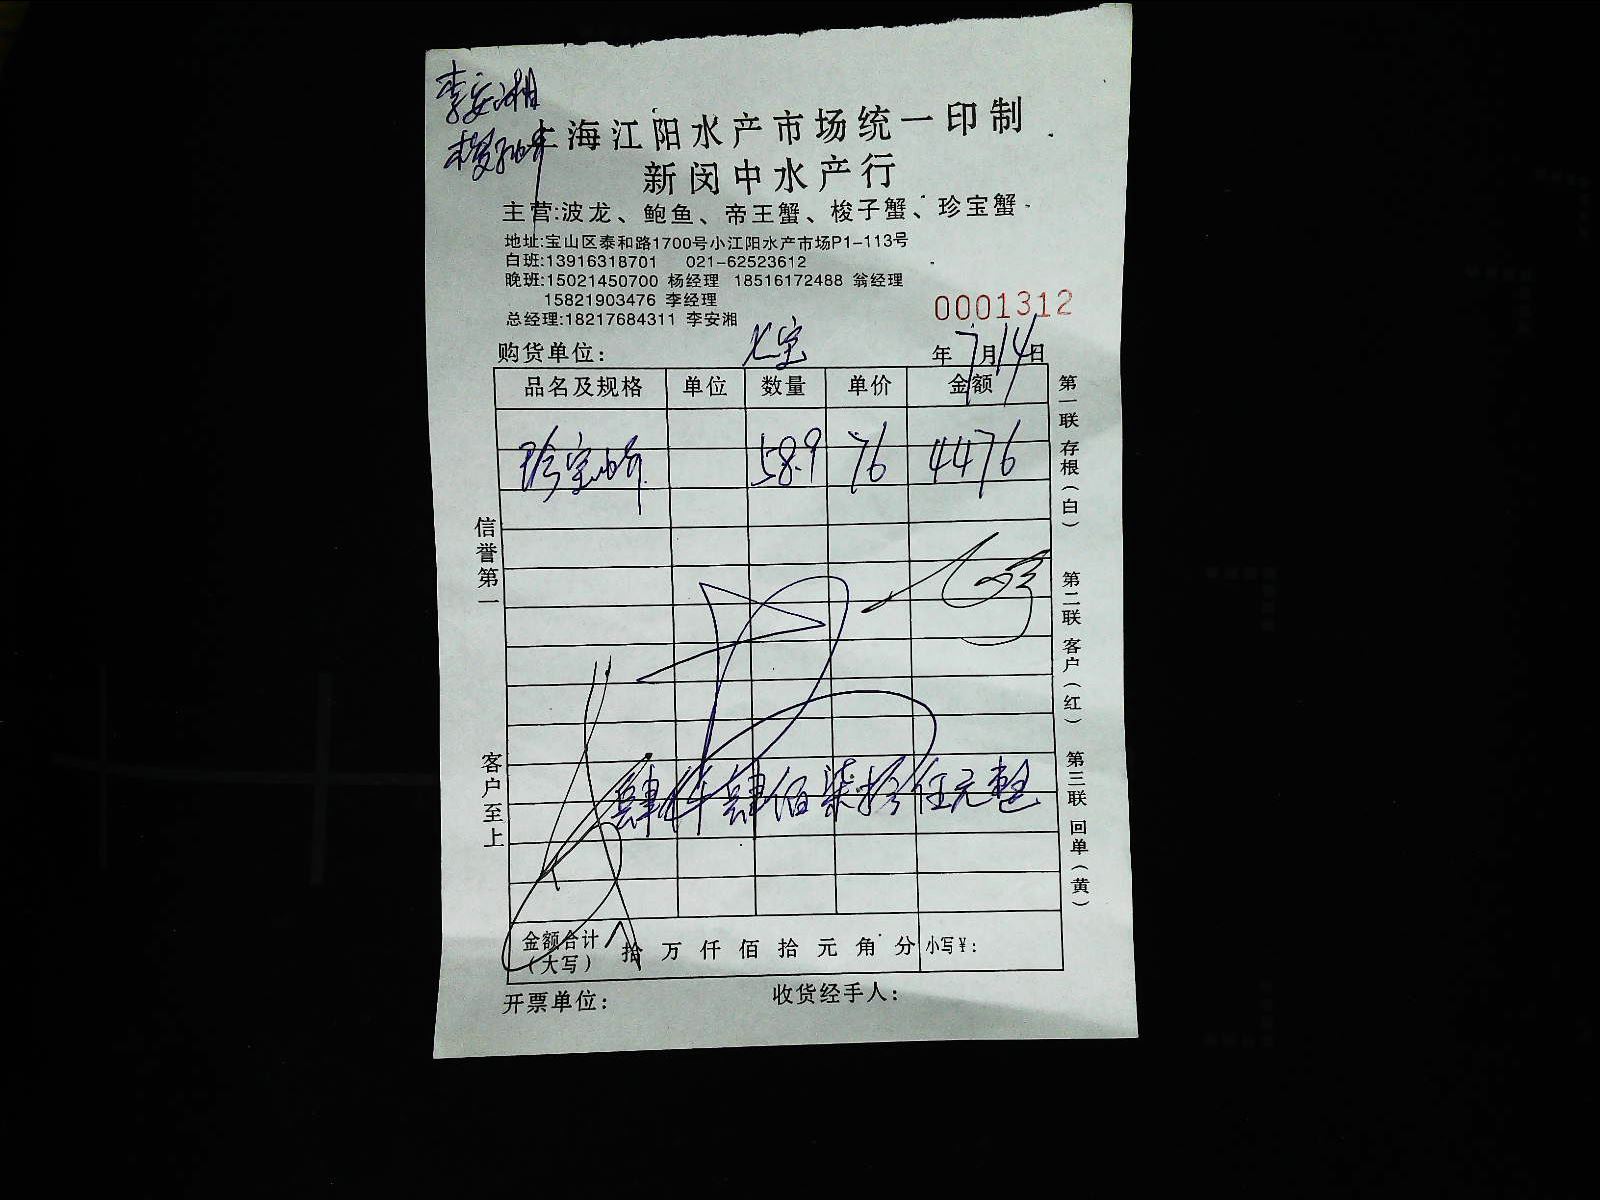 李安湘
上海江阳水产市场统一印制
新闵中水产行
主营:波龙、鲍鱼、帝王蟹、梭子蟹、珍宝蟹
地址:宝山区泰和路1700号小江阳水产市场P1-113号
白班:13916318701 021-62523612
晚班:15021450700 杨经理 18516172488 翁经理
15821903476 李经理
总经理:18217684311 李安湘
0001312
购货单位: 七宝 年7月14日
品名及规格 单位 数量 单价 金额
珍宝 58.9 76 4476
肆仟肆佰柒拾任元整
金额合计(大写) 拾 万 仟 佰 拾 元 角 分 小写¥:
开票单位: 收货经手人:
信誉第一
客户至上
第一联 存根(白)
第二联 客户(红)
第三联 回单(黄)